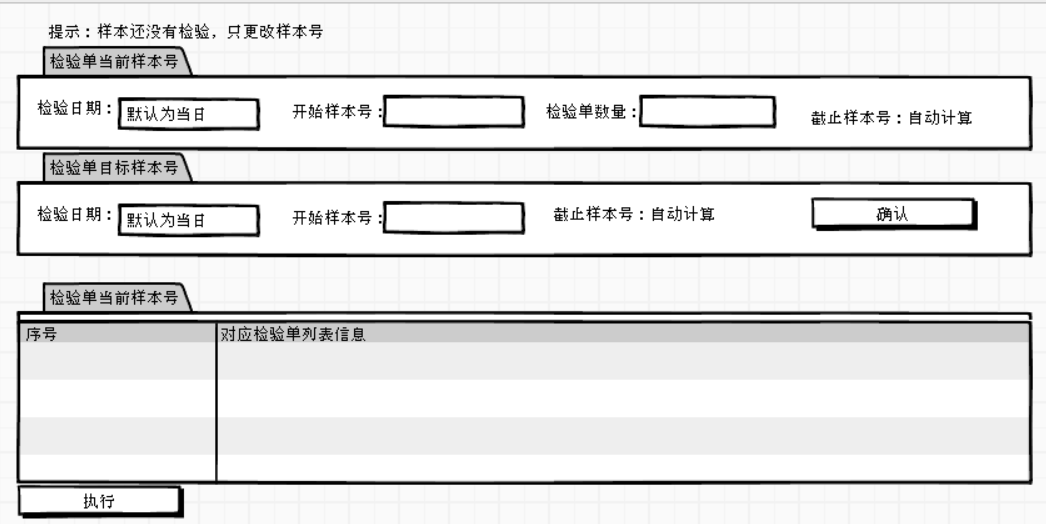 提示：样本还没有检验，只更改样本号
检验单当前样本号
检验日期： 默认为当日 开始样本号： 检验单数量： 截止样本号：自动计算
检验单目标样本号
检验日期： 默认为当日 开始样本号： 截止样本号：自动计算 确认
检验单当前样本号
序号 对应检验单列表信息
执行